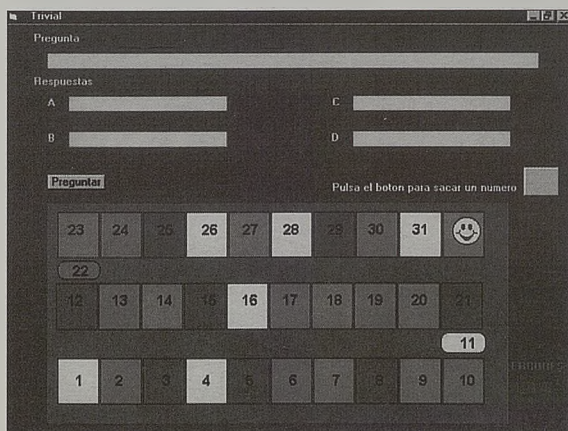 Trivial
Pregunta
Respuestas
A
C
B
D
Preguntar
Pulsa el boton para sacar un numero
23 24 25 26 27 28 29 30 31
22
12 13 14 15 16 17 18 19 20 21
11
1 2 3 4 5 6 7 8 9 10